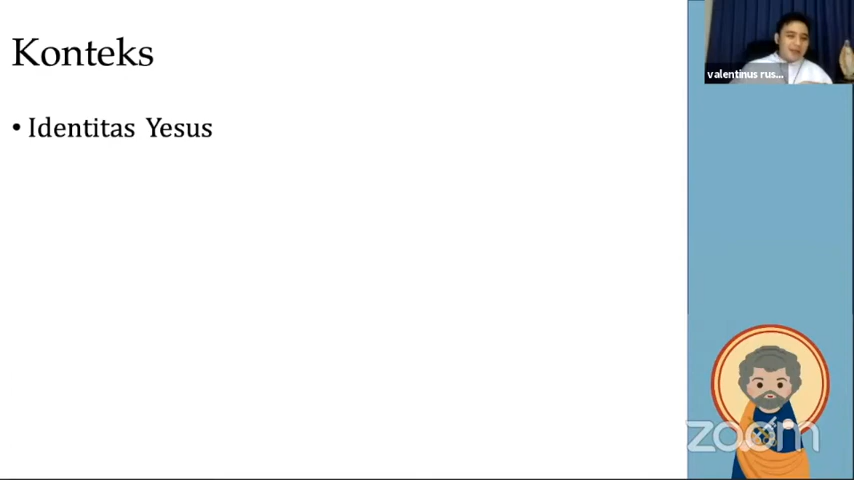 Konteks
• Identitas Yesus
valentinus rus...
zoom